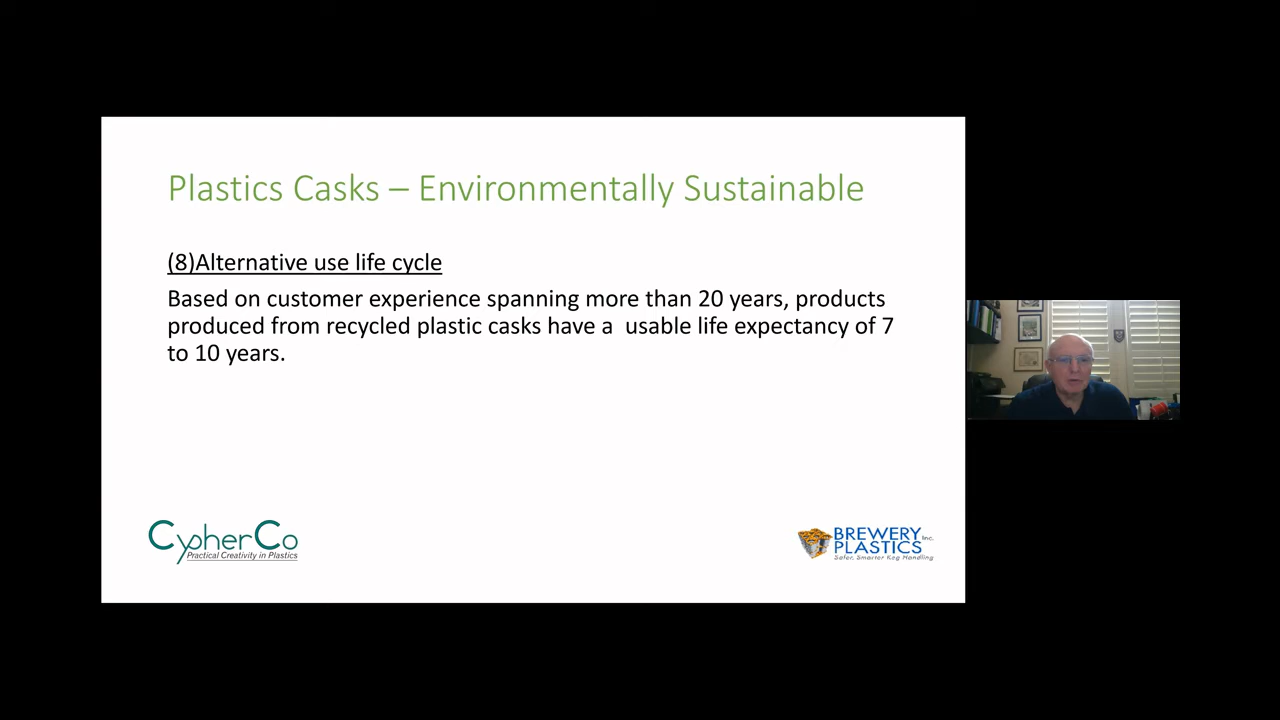 Plastics Casks – Environmentally Sustainable
(8)Alternative use life cycle
Based on customer experience spanning more than 20 years, products
produced from recycled plastic casks have a  usable life expectancy of 7
to 10 years.
CypherCo
Practical Creativity in Plastics
BREWERY
PLASTICS Inc.
Safer, Smarter Keg Handling